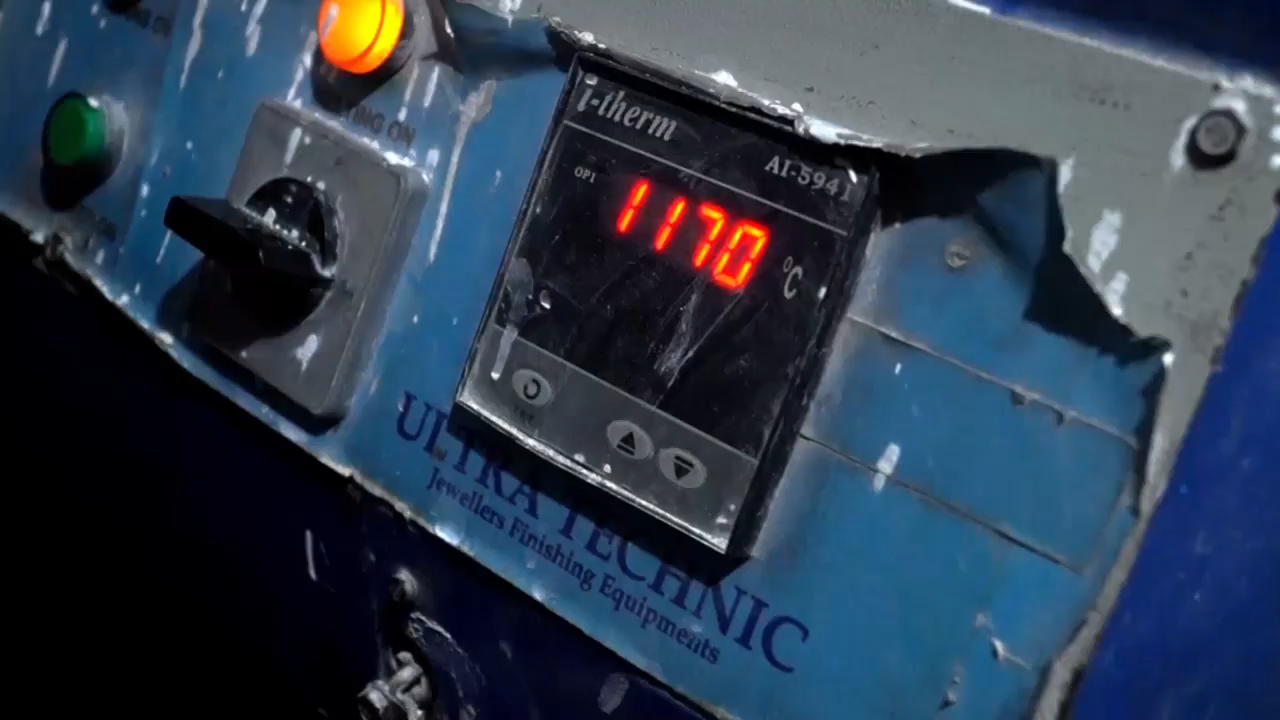 i-therm
AI-5941
OP1
1170
°C
ULTRA TECHNIC
Jewellers Finishing Equipments